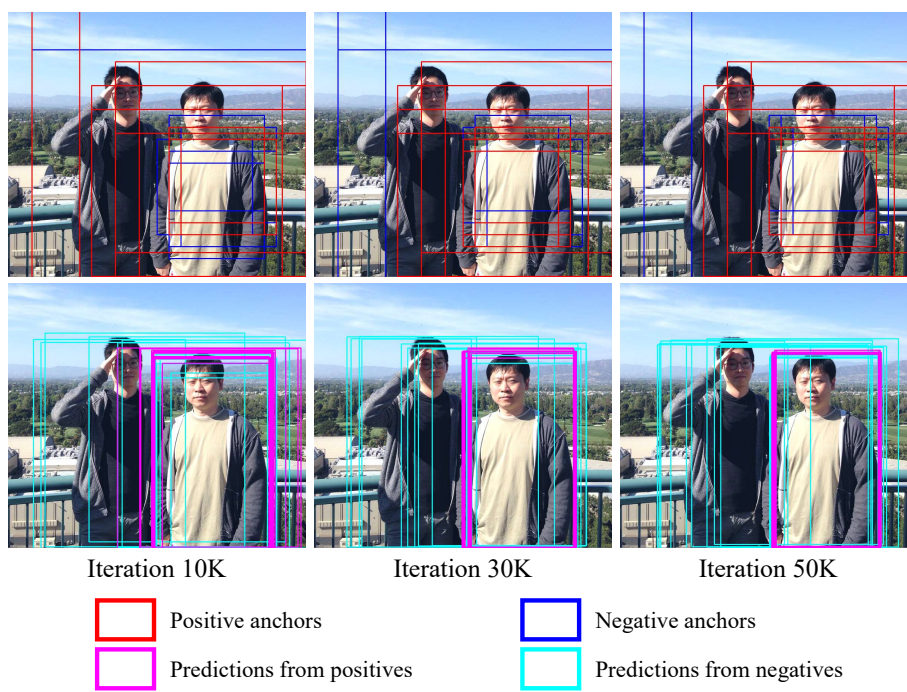 Iteration 10K
Iteration 30K
Iteration 50K
Positive anchors
Negative anchors
Predictions from positives
Predictions from negatives